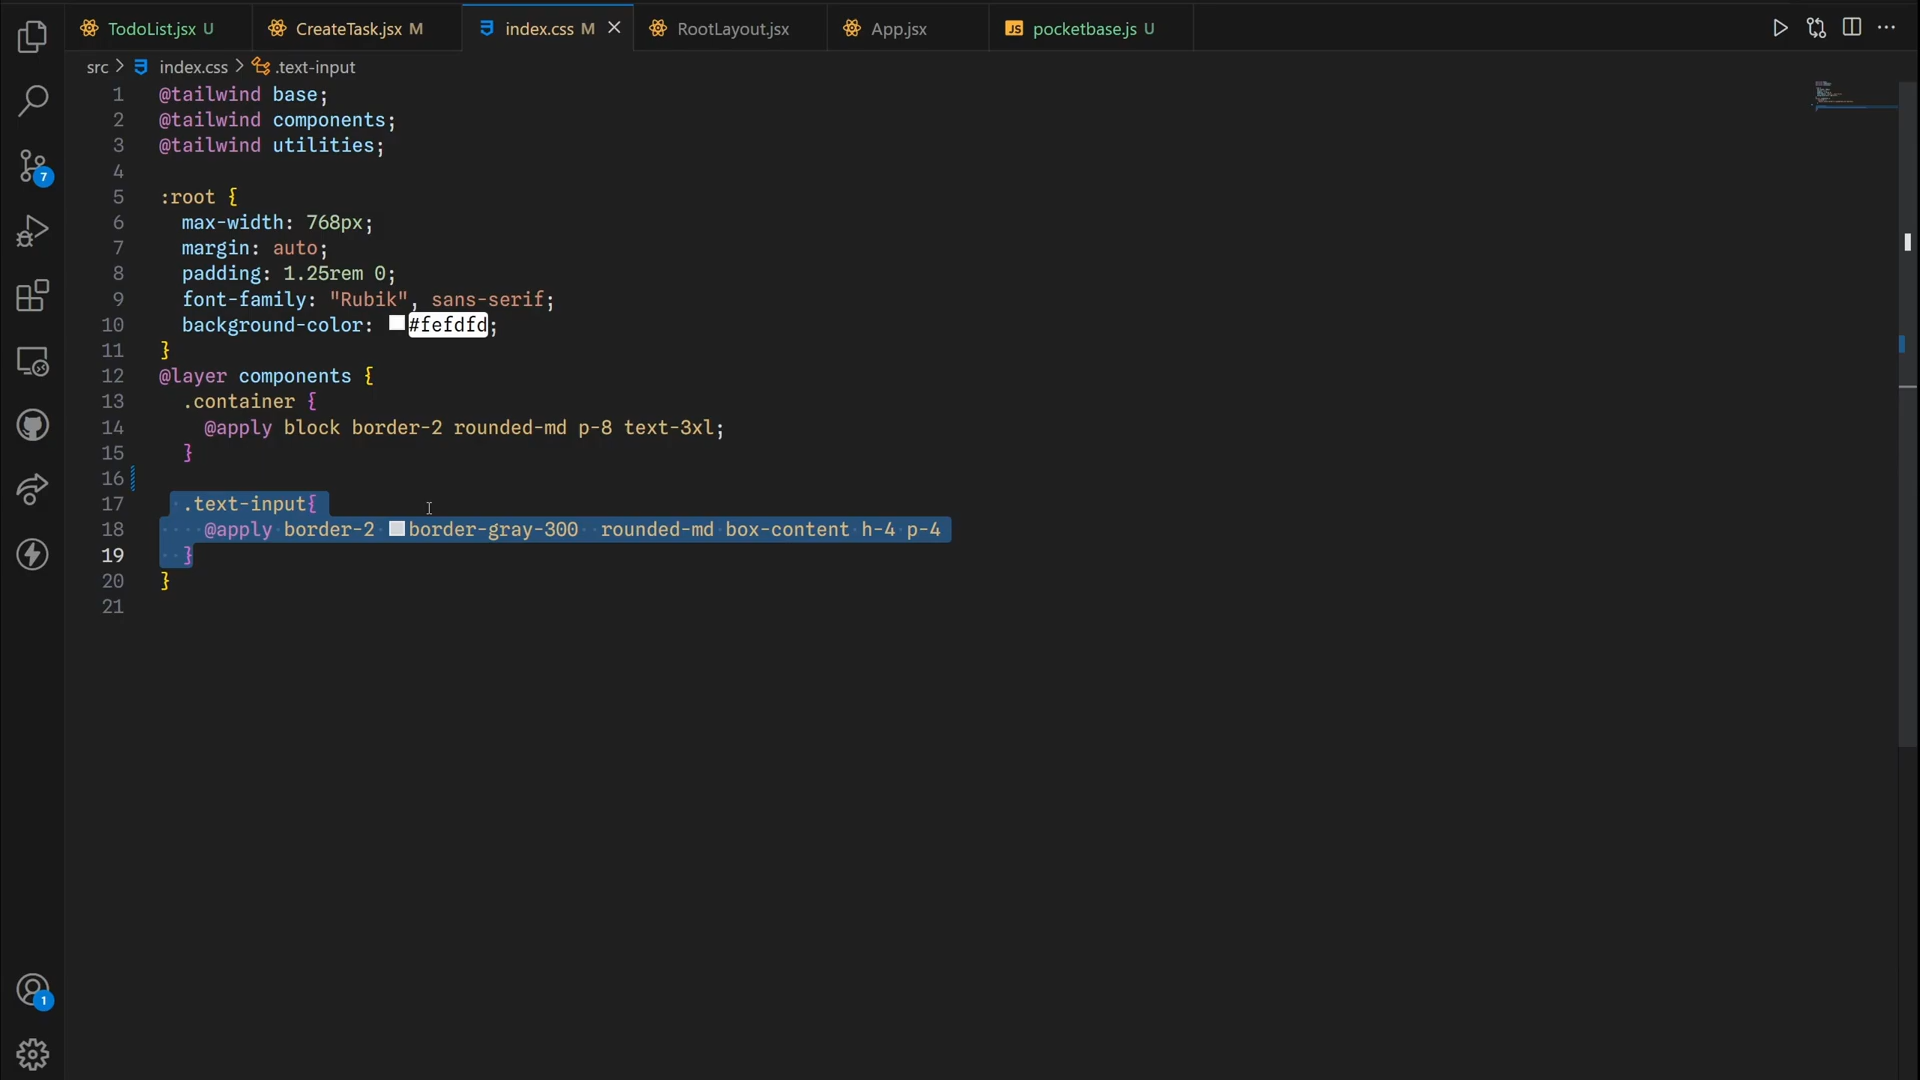 TodoList.jsx U CreateTask.jsx M index.css M RootLayout.jsx App.jsx JS pocketbase.js U
src > index.css > .text-input
1 @tailwind base;
2 @tailwind components;
3 @tailwind utilities;
4
5 :root {
6 max-width: 768px;
7 margin: auto;
8 padding: 1.25rem 0;
9 font-family: "Rubik", sans-serif;
10 background-color: #fefdfd;
11 }
12 @layer components {
13 .container {
14 @apply block border-2 rounded-md p-8 text-3xl;
15 }
16
17 .text-input{
18 @apply border-2 border-gray-300 rounded-md box-content h-4 p-4
19 }
20 }
21
7
1